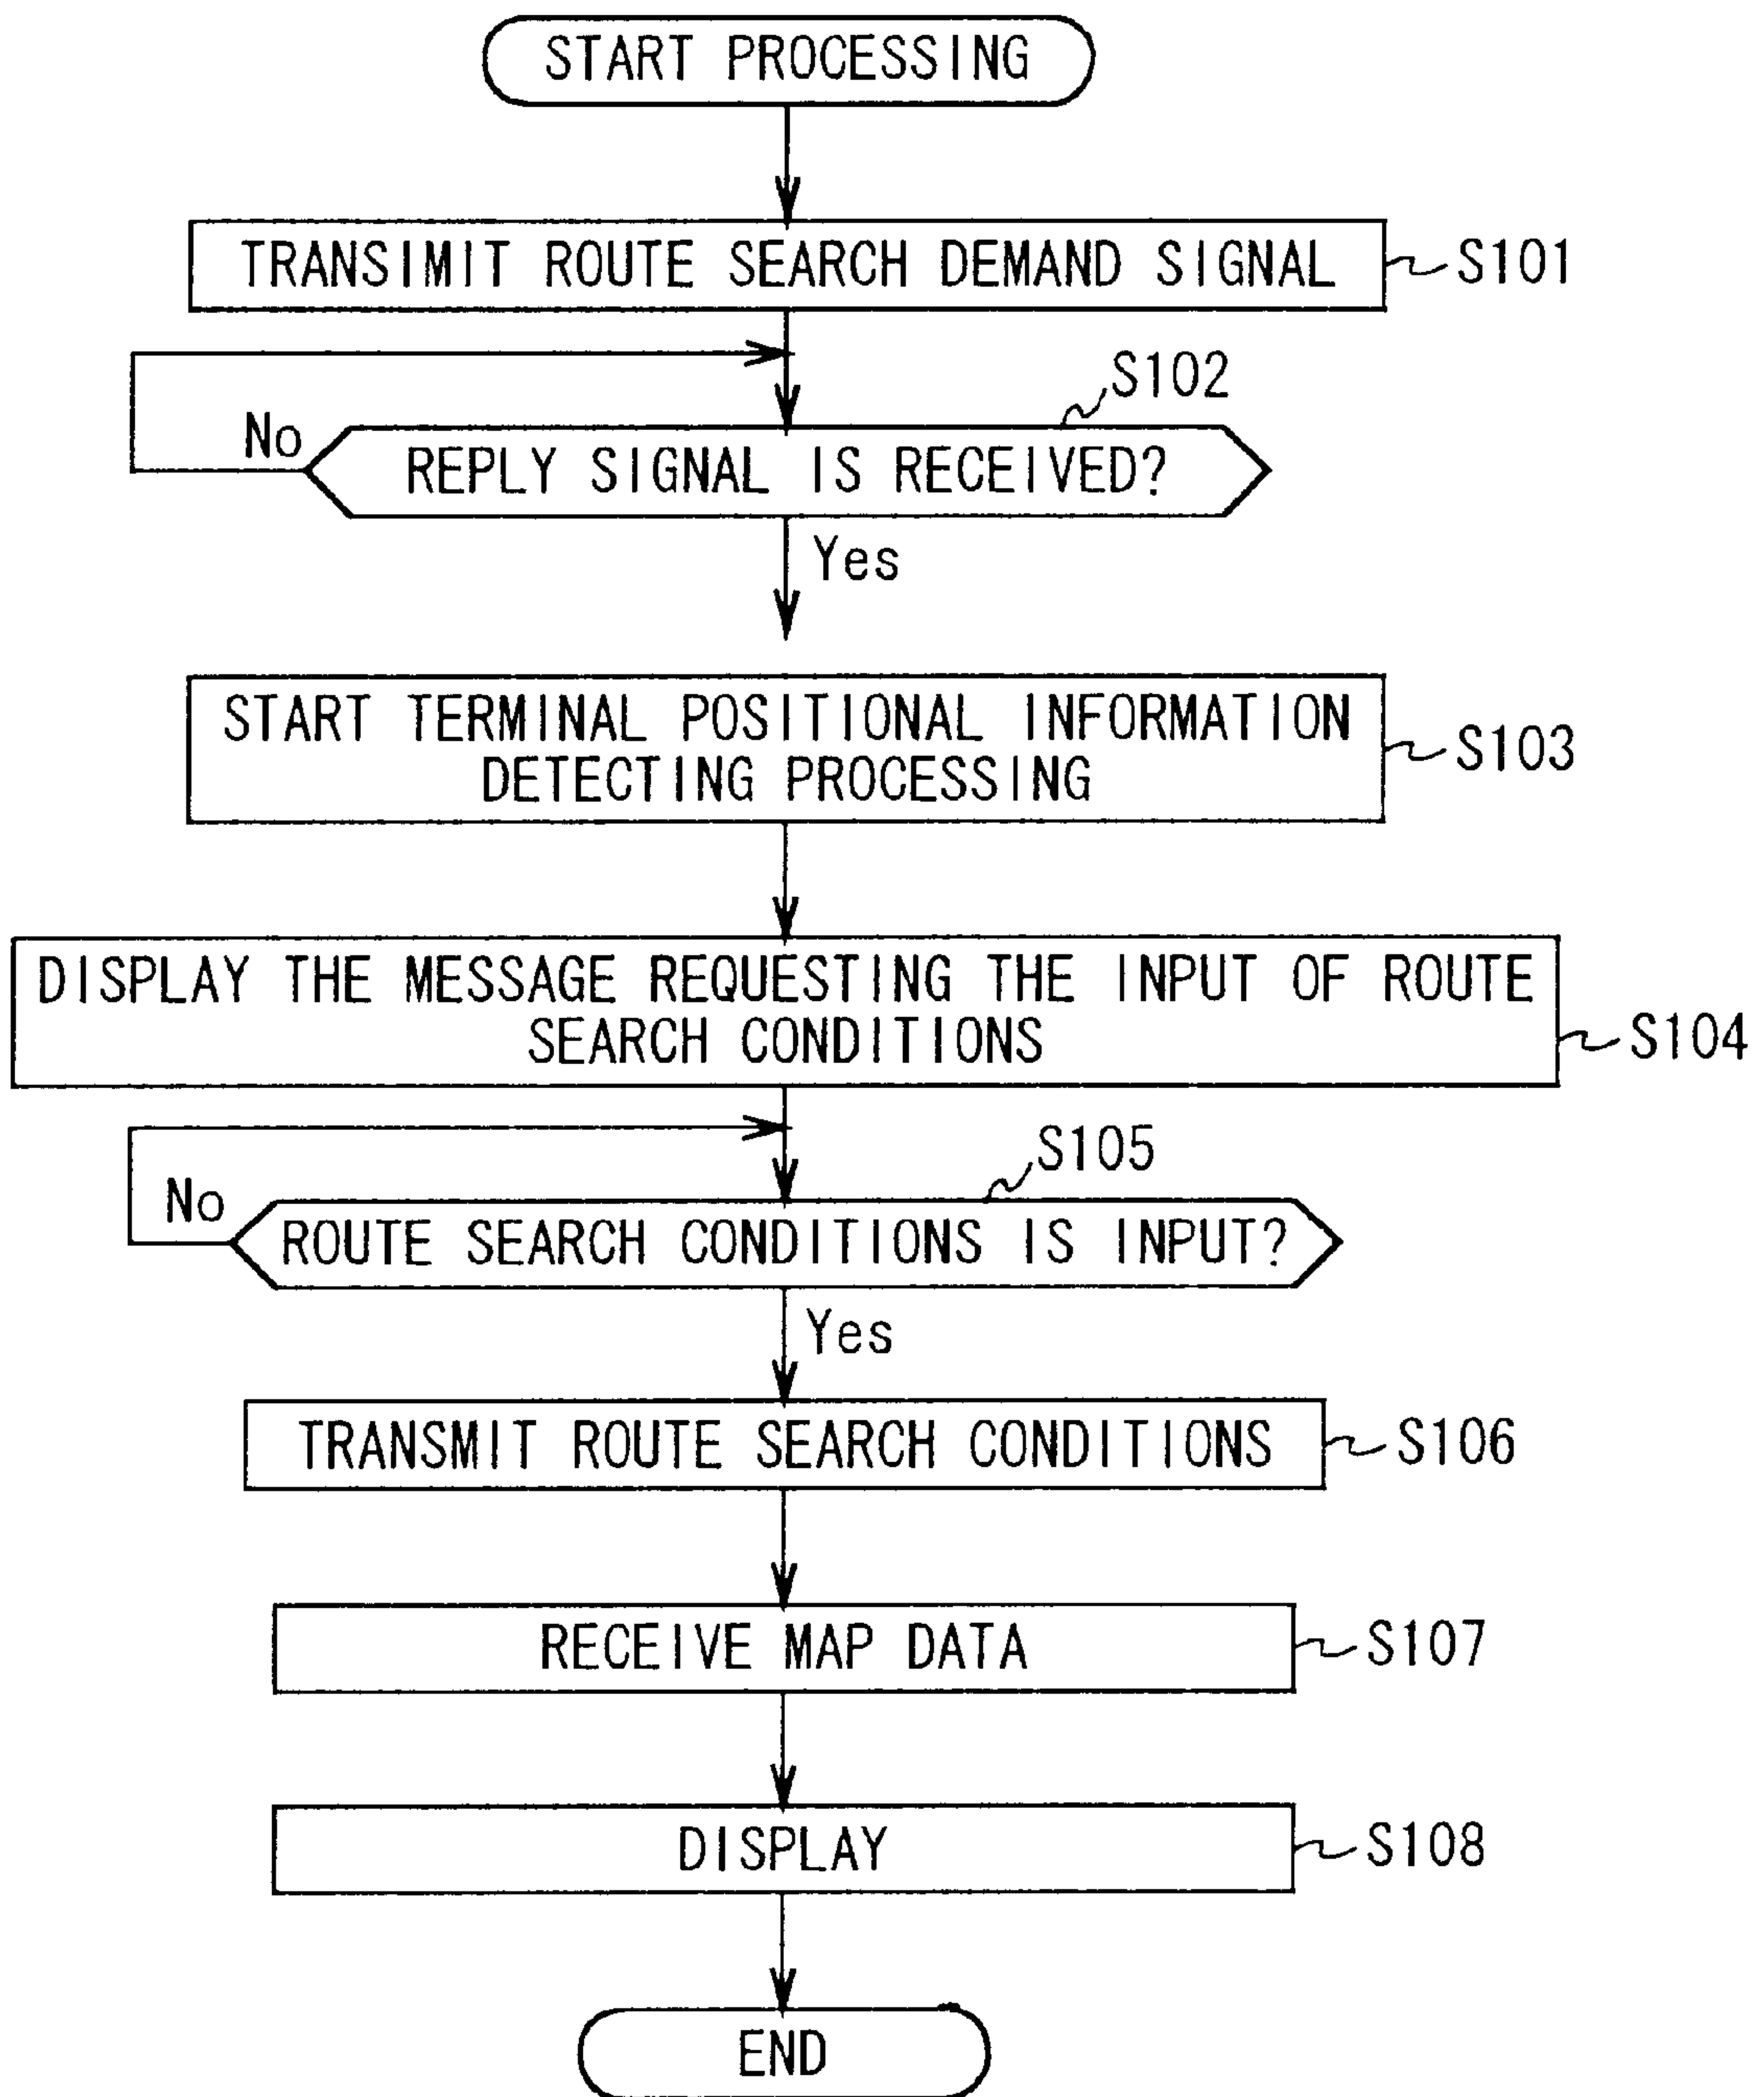 START PROCESSING
TRANSIMIT ROUTE SEARCH DEMAND SIGNAL
S101
S102
No
REPLY SIGNAL IS RECEIVED?
Yes
START TERMINAL POSITIONAL INFORMATION
DETECTING PROCESSING
S103
DISPLAY THE MESSAGE REQUESTING THE INPUT OF ROUTE
SEARCH CONDITIONS
S104
S105
No
ROUTE SEARCH CONDITIONS IS INPUT?
Yes
TRANSMIT ROUTE SEARCH CONDITIONS
S106
RECEIVE MAP DATA
S107
DISPLAY
S108
END